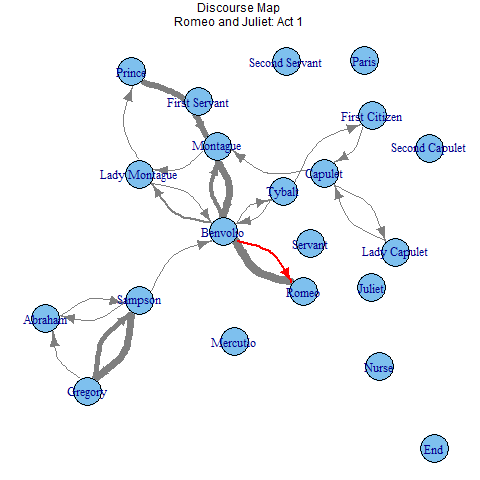 Discourse Map
Romeo and Juliet: Act 1
Second Servant
Paris
Prince
First Servant
First Citizen
Montague
Second Capulet
Lady Montague
Capulet
Tybalt
Benvolio
Servant
Lady Capulet
Romeo
Juliet
Sampson
Abraham
Mercutio
Nurse
Gregory
End